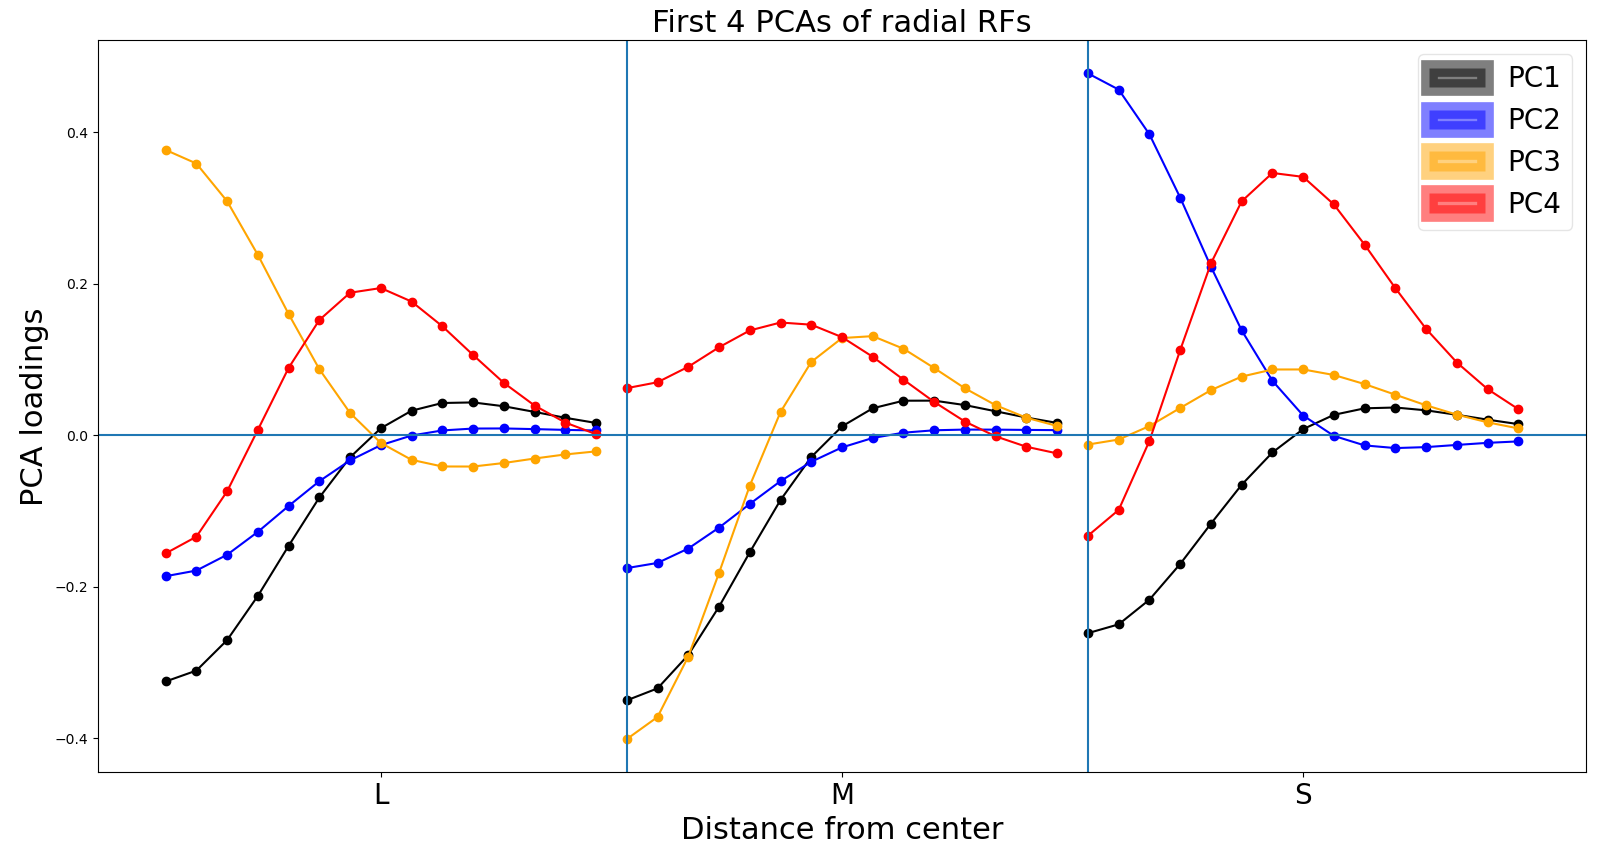 First 4 PCAs of radial RFs
PC1
PC2
PC3
PC4
0.4
0.2
0.0
−0.2
−0.4
PCA loadings
L M S
Distance from center